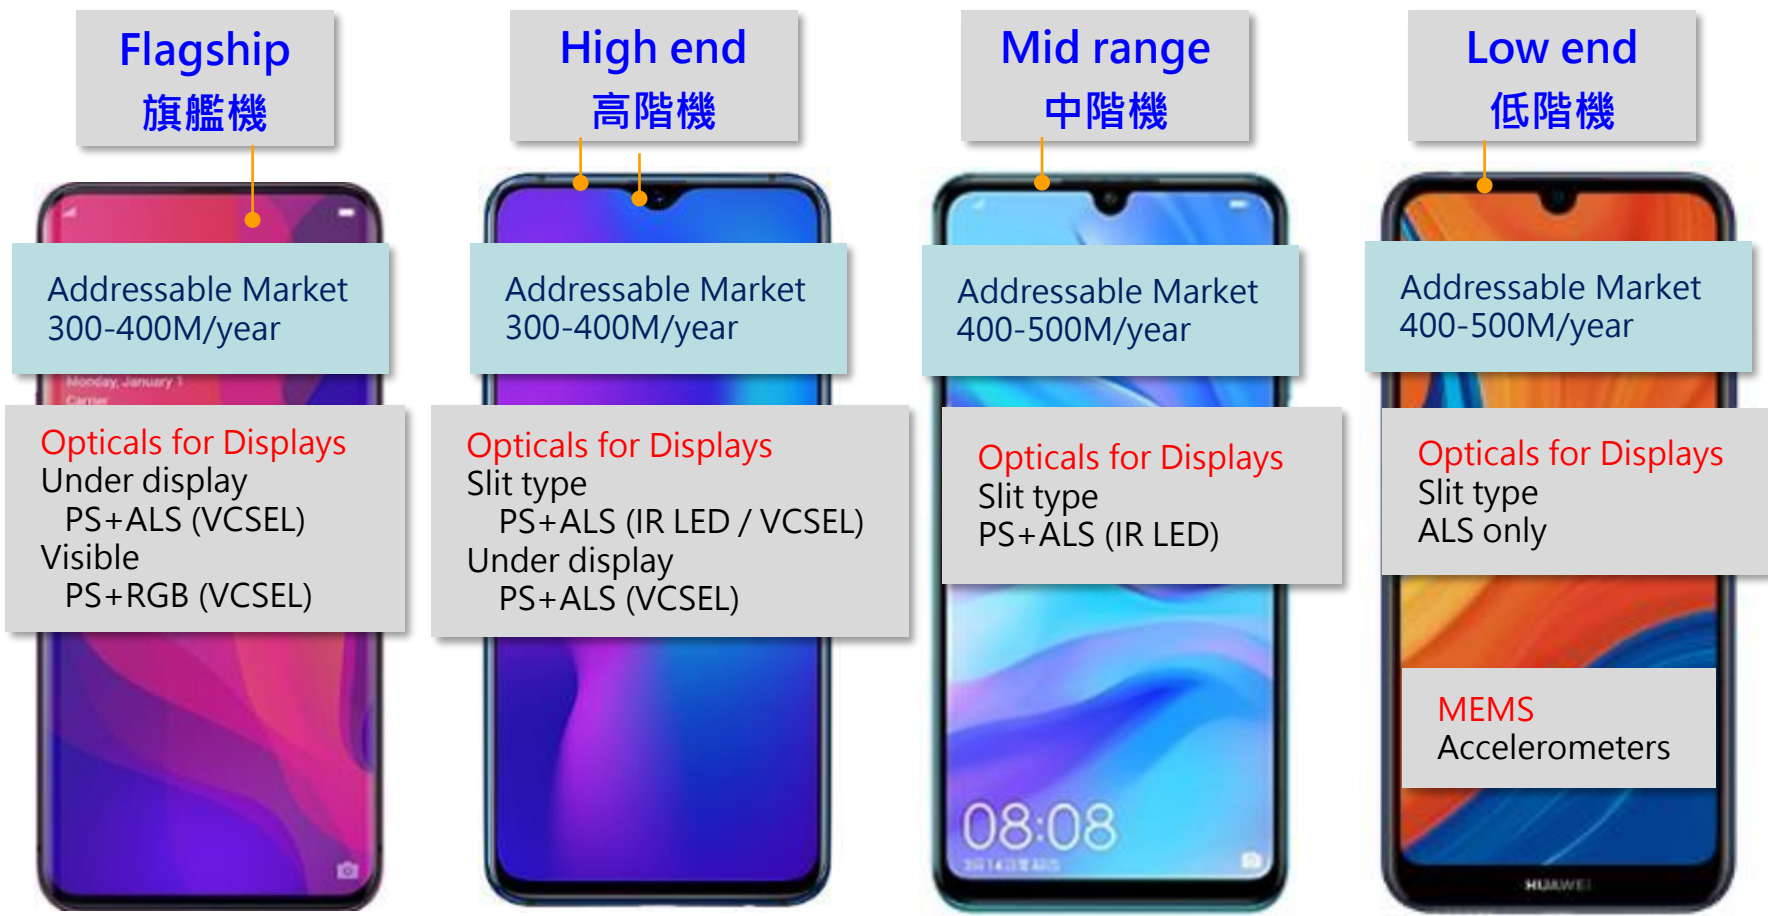 Flagship
旗艦機
Addressable Market
300-400M/year
Monday, January 1
Carrier
Opticals for Displays
Under display
PS+ALS (VCSEL)
Visible
PS+RGB (VCSEL)
High end
高階機
Addressable Market
300-400M/year
Opticals for Displays
Slit type
PS+ALS (IR LED / VCSEL)
Under display
PS+ALS (VCSEL)
Mid range
中階機
Addressable Market
400-500M/year
Opticals for Displays
Slit type
PS+ALS (IR LED)
08:08
Low end
低階機
Addressable Market
400-500M/year
Opticals for Displays
Slit type
ALS only
MEMS
Accelerometers
HUAWEI